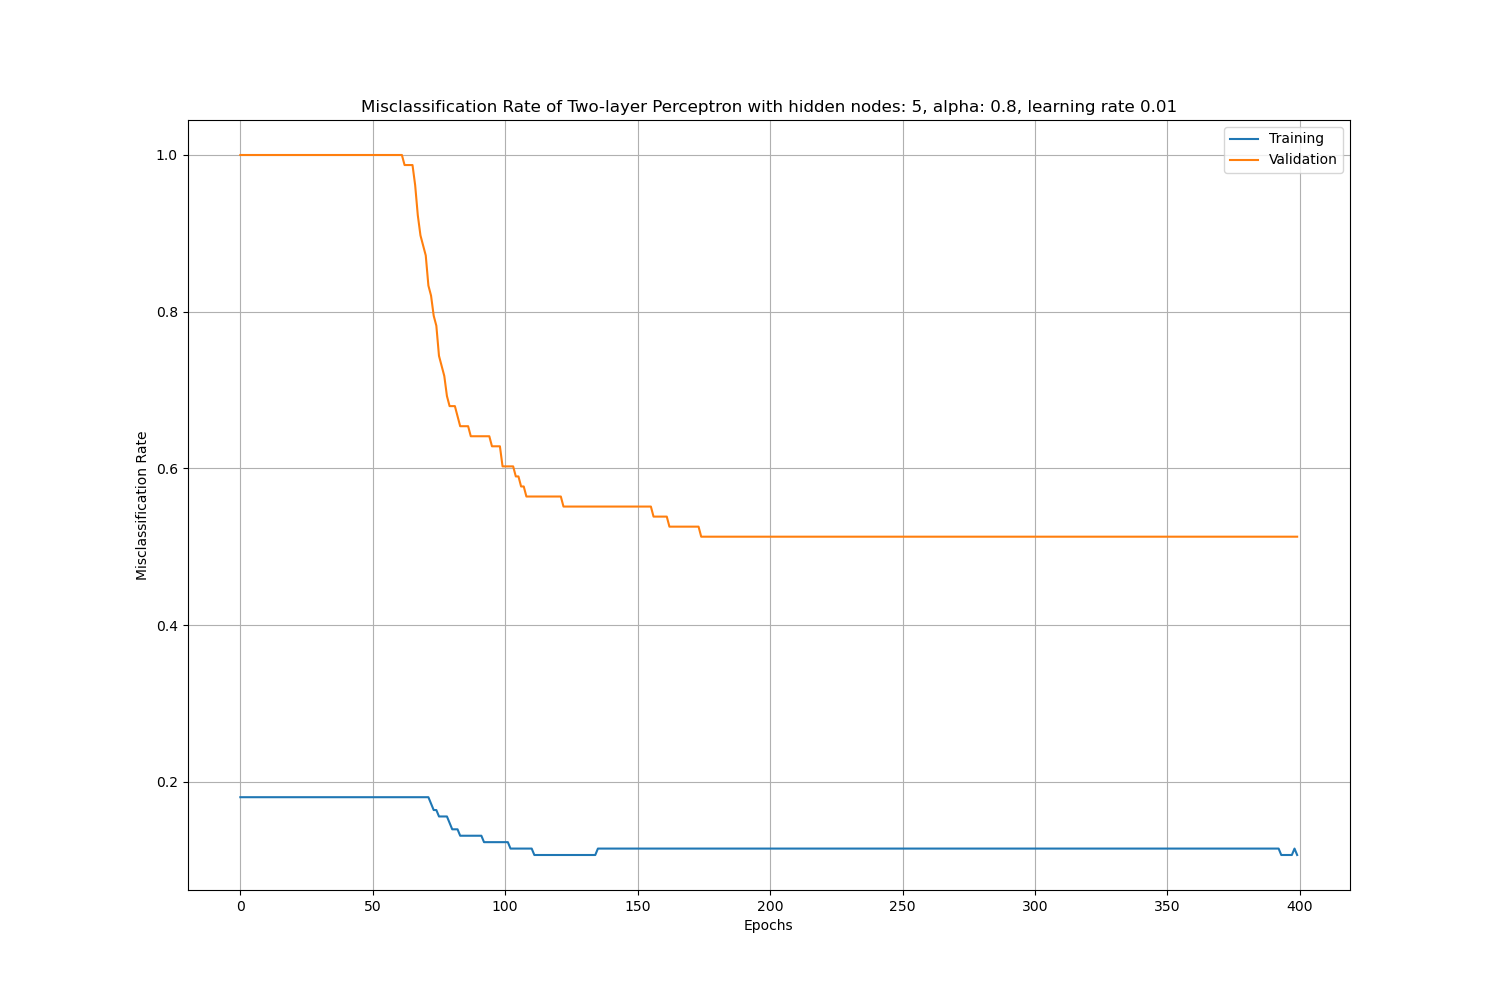 Misclassification Rate of Two-layer Perceptron with hidden nodes: 5, alpha: 0.8, learning rate 0.01
Training
Validation
1.0
0.8
0.6
0.4
0.2
Misclassification Rate
0 50 100 150 200 250 300 350 400
Epochs